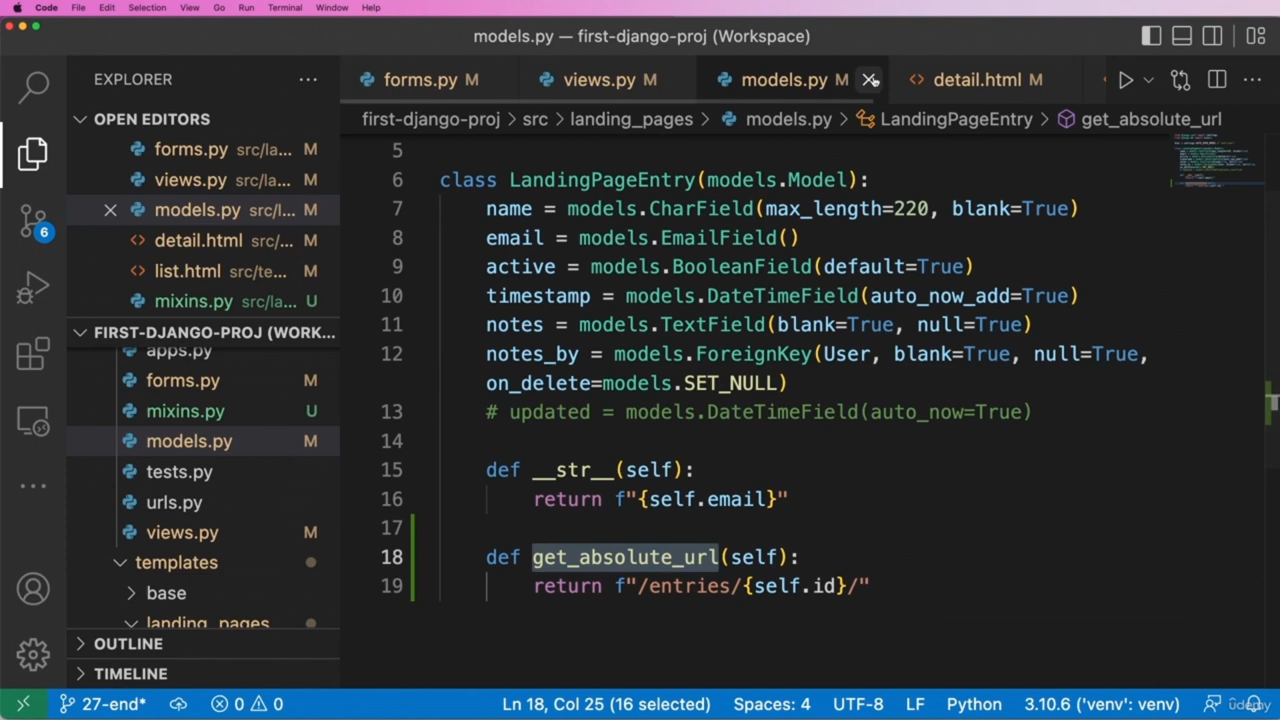 Code File Edit Selection View Go Run Terminal Window Help
models.py — first-django-proj (Workspace)
EXPLORER
forms.py M views.py M models.py M detail.html M
OPEN EDITORS
first-django-proj > src > landing_pages > models.py > LandingPageEntry > get_absolute_url
forms.py src/la... M
views.py src/la... M
models.py src/l... M
detail.html src/... M
list.html src/te... M
mixins.py src/la... U
FIRST-DJANGO-PROJ (WORK...
apps.py
forms.py M
mixins.py U
models.py M
tests.py
urls.py
views.py M
templates
base
landing_pages
OUTLINE
TIMELINE
6
5
6 class LandingPageEntry(models.Model):
7 name = models.CharField(max_length=220, blank=True)
8 email = models.EmailField()
9 active = models.BooleanField(default=True)
10 timestamp = models.DateTimeField(auto_now_add=True)
11 notes = models.TextField(blank=True, null=True)
12 notes_by = models.ForeignKey(User, blank=True, null=True,
on_delete=models.SET_NULL)
13 # updated = models.DateTimeField(auto_now=True)
14
15 def __str__(self):
16 return f"{self.email}"
17
18 def get_absolute_url(self):
19 return f"/entries/{self.id}/"
27-end* 0 0 Ln 18, Col 25 (16 selected) Spaces: 4 UTF-8 LF Python 3.10.6 ('venv': venv)
udemy